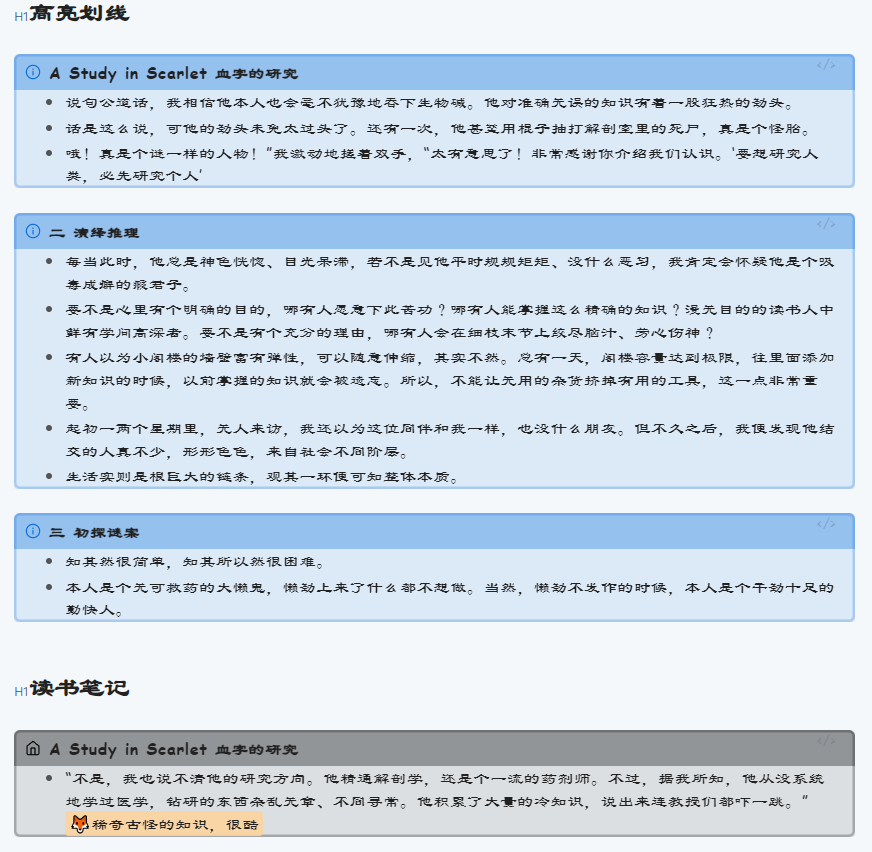 H1高亮划线
A Study in Scarlet 血字的研究
</>
说句公道话，我相信他本人也会毫不犹豫地吞下生物碱。他对准确无误的知识有着一股狂热的劲头。
话是这么说，可他的劲头未免太过头了。还有一次，他甚至用棍子抽打解剖室里的死尸，真是个怪胎。
哦！真是个谜一样的人物！”我激动地搓着双手，“太有意思了！非常感谢你介绍我们认识。‘要想研究人
类，必先研究个人’
二 演绎推理
</>
每当此时，他总是神色恍惚、目光呆滞，若不是见他平时规规矩矩、没什么恶习，我肯定会怀疑他是个吸
毒成癖的瘾君子。
要不是心里有个明确的目的，哪有人愿意下此苦功？哪有人能掌握这么精确的知识？漫无目的的读书人中
鲜有学问高深者。要不是有个充分的理由，哪有人会在细枝末节上绞尽脑汁、劳心伤神？
有人以为小阁楼的墙壁富有弹性，可以随意伸缩，其实不然。总有一天，阁楼容量达到极限，往里面添加
新知识的时候，以前掌握的知识就会被遗忘。所以，不能让无用的杂货挤掉有用的工具，这一点非常重
要。
起初一两个星期里，无人来访，我还以为这位同伴和我一样，也没什么朋友。但不久之后，我便发现他结
交的人真不少，形形色色，来自社会不同阶层。
生活实则是根巨大的链条，观其一环便可知整体本质。
三 初探谜案
</>
知其然很简单，知其所以然很困难。
本人是个无可救药的大懒鬼，懒劲上来了什么都不想做。当然，懒劲不发作的时候，本人是个干劲十足的
勤快人。
H1读书笔记
A Study in Scarlet 血字的研究
</>
“不是，我也说不清他的研究方向。他精通解剖学，还是个一流的药剂师。不过，据我所知，他从没系统
地学过医学，钻研的东西杂乱无章、不同寻常。他积累了大量的冷知识，说出来连教授们都吓一跳。”
🦊稀奇古怪的知识，很酷